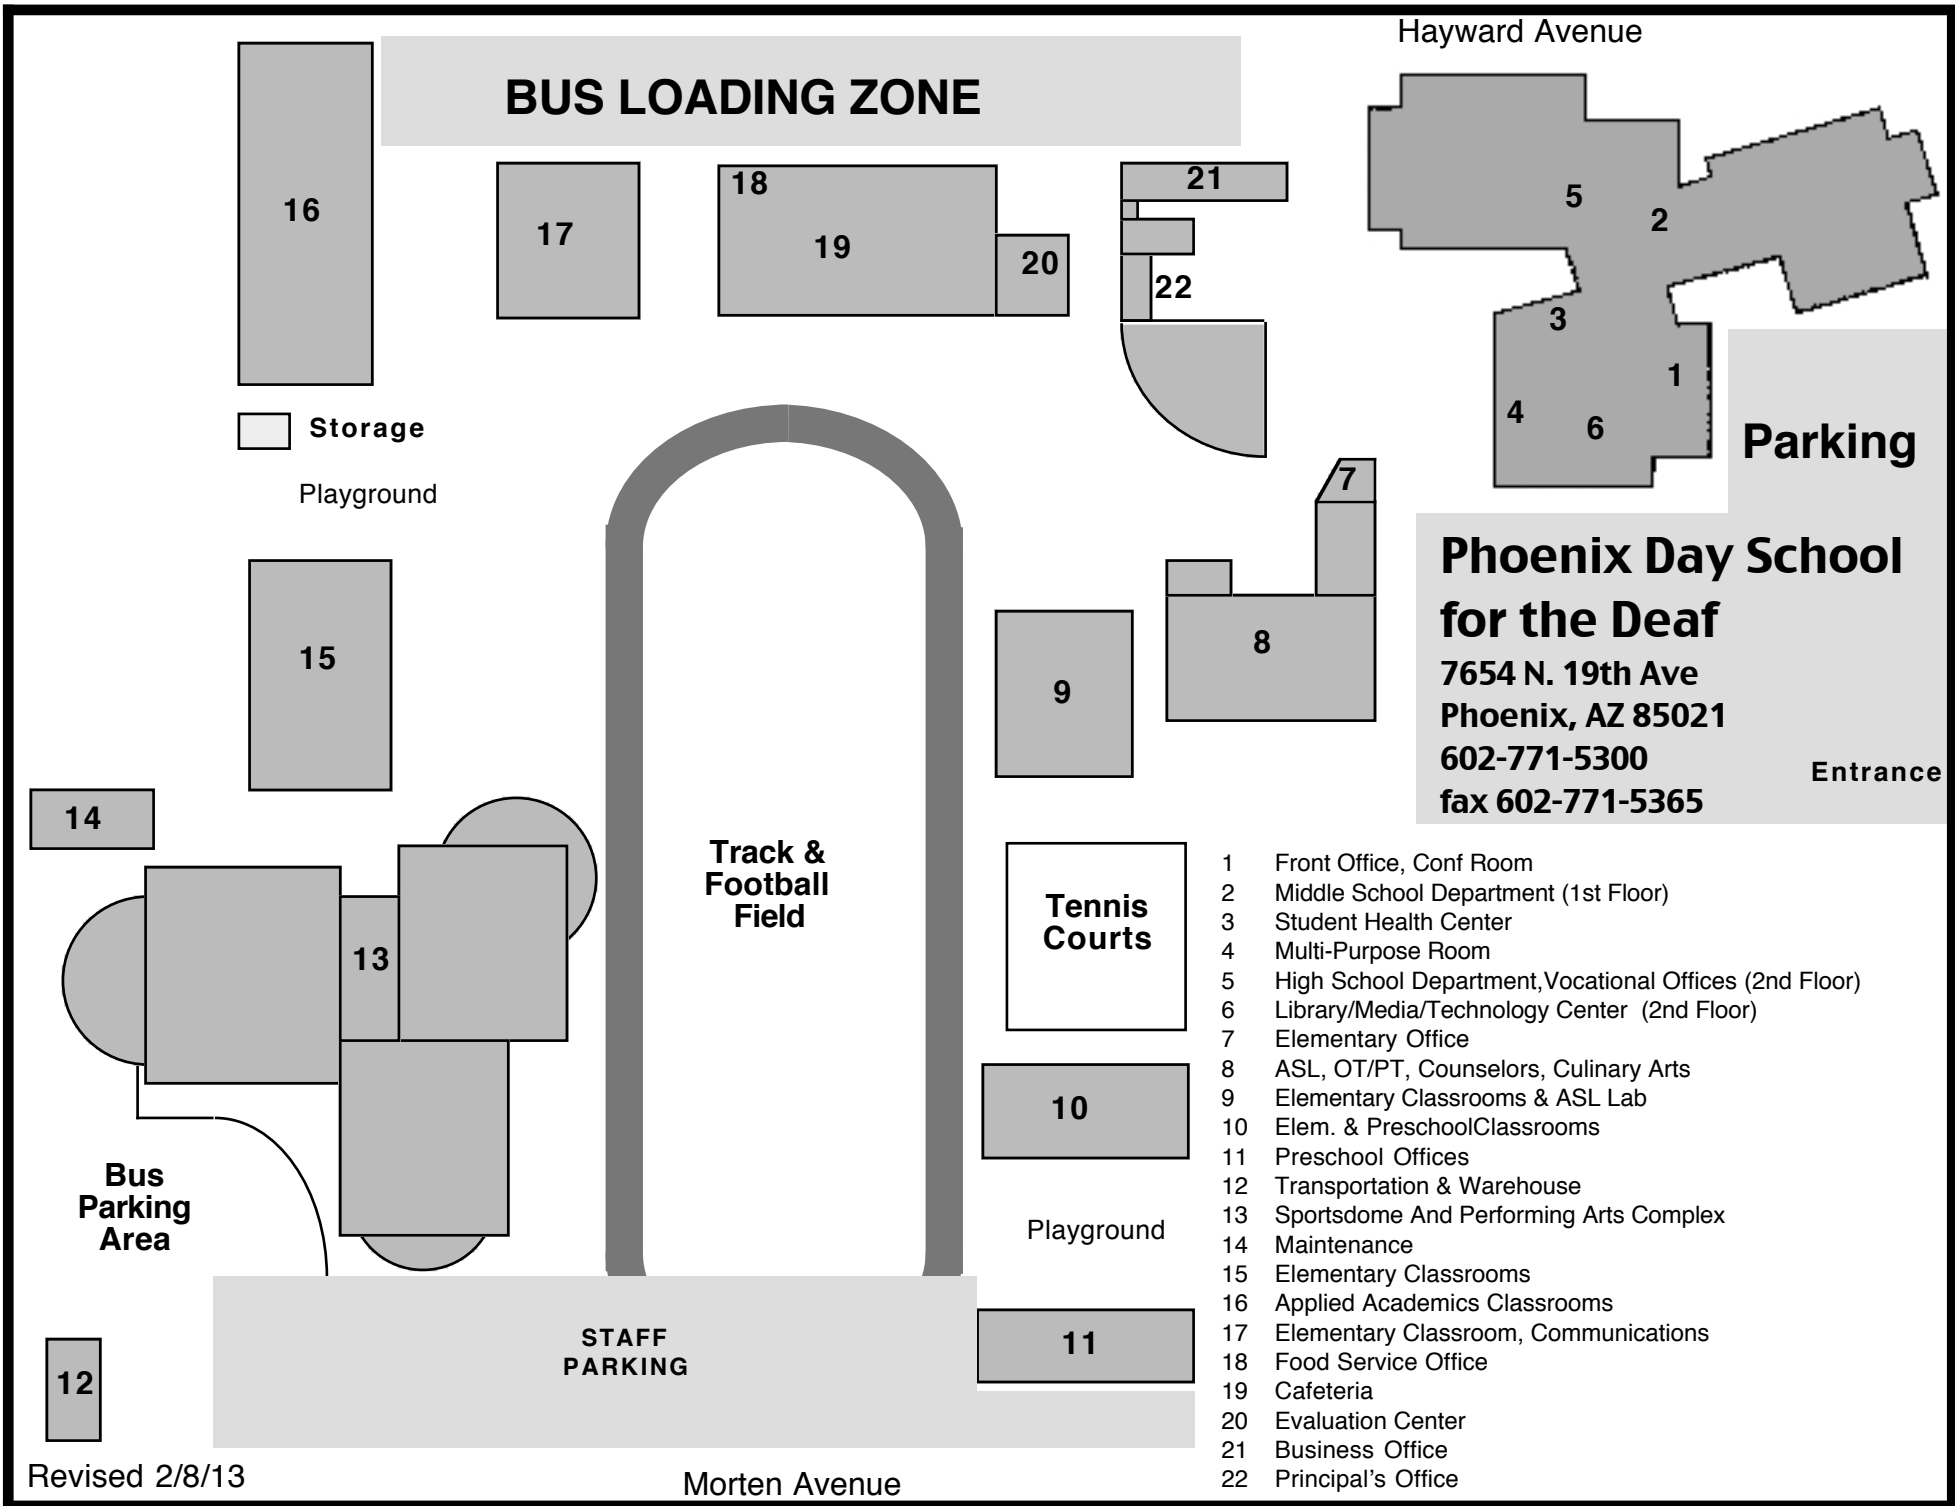 Hayward Avenue
BUS LOADING ZONE
16
17
18
19
20
21
22
5
2
3
1
4
6
Storage
Playground
Parking
7
Phoenix Day School
for the Deaf
7654 N. 19th Ave
Phoenix, AZ 85021
602-771-5300
fax 602-771-5365
Entrance
15
8
9
14
13
Track &
Football
Field
Tennis
Courts
10
Bus
Parking
Area
Playground
STAFF
PARKING
11
12
1 Front Office, Conf Room
2 Middle School Department (1st Floor)
3 Student Health Center
4 Multi-Purpose Room
5 High School Department,Vocational Offices (2nd Floor)
6 Library/Media/Technology Center (2nd Floor)
7 Elementary Office
8 ASL, OT/PT, Counselors, Culinary Arts
9 Elementary Classrooms & ASL Lab
10 Elem. & PreschoolClassrooms
11 Preschool Offices
12 Transportation & Warehouse
13 Sportsdome And Performing Arts Complex
14 Maintenance
15 Elementary Classrooms
16 Applied Academics Classrooms
17 Elementary Classroom, Communications
18 Food Service Office
19 Cafeteria
20 Evaluation Center
21 Business Office
22 Principal's Office
Revised 2/8/13
Morten Avenue